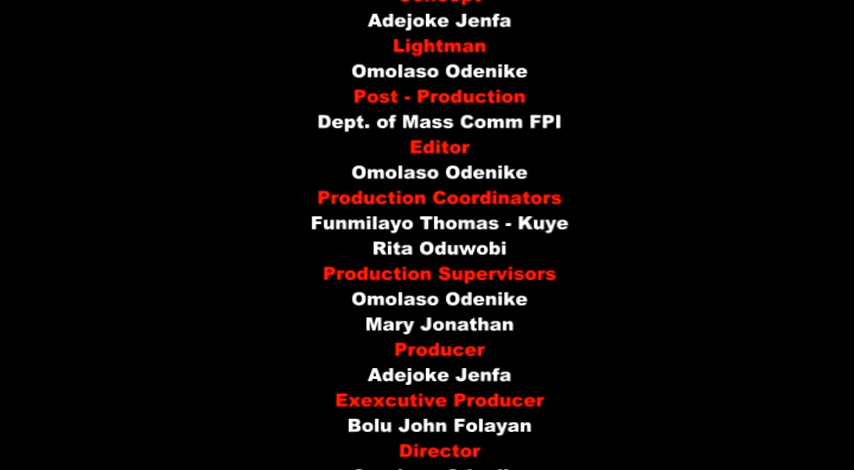 Concept
Adejoke Jenfa
Lightman
Omolaso Odenike
Post - Production
Dept. of Mass Comm FPI
Editor
Omolaso Odenike
Production Coordinators
Funmilayo Thomas - Kuye
Rita Oduwobi
Production Supervisors
Omolaso Odenike
Mary Jonathan
Producer
Adejoke Jenfa
Exexcutive Producer
Bolu John Folayan
Director